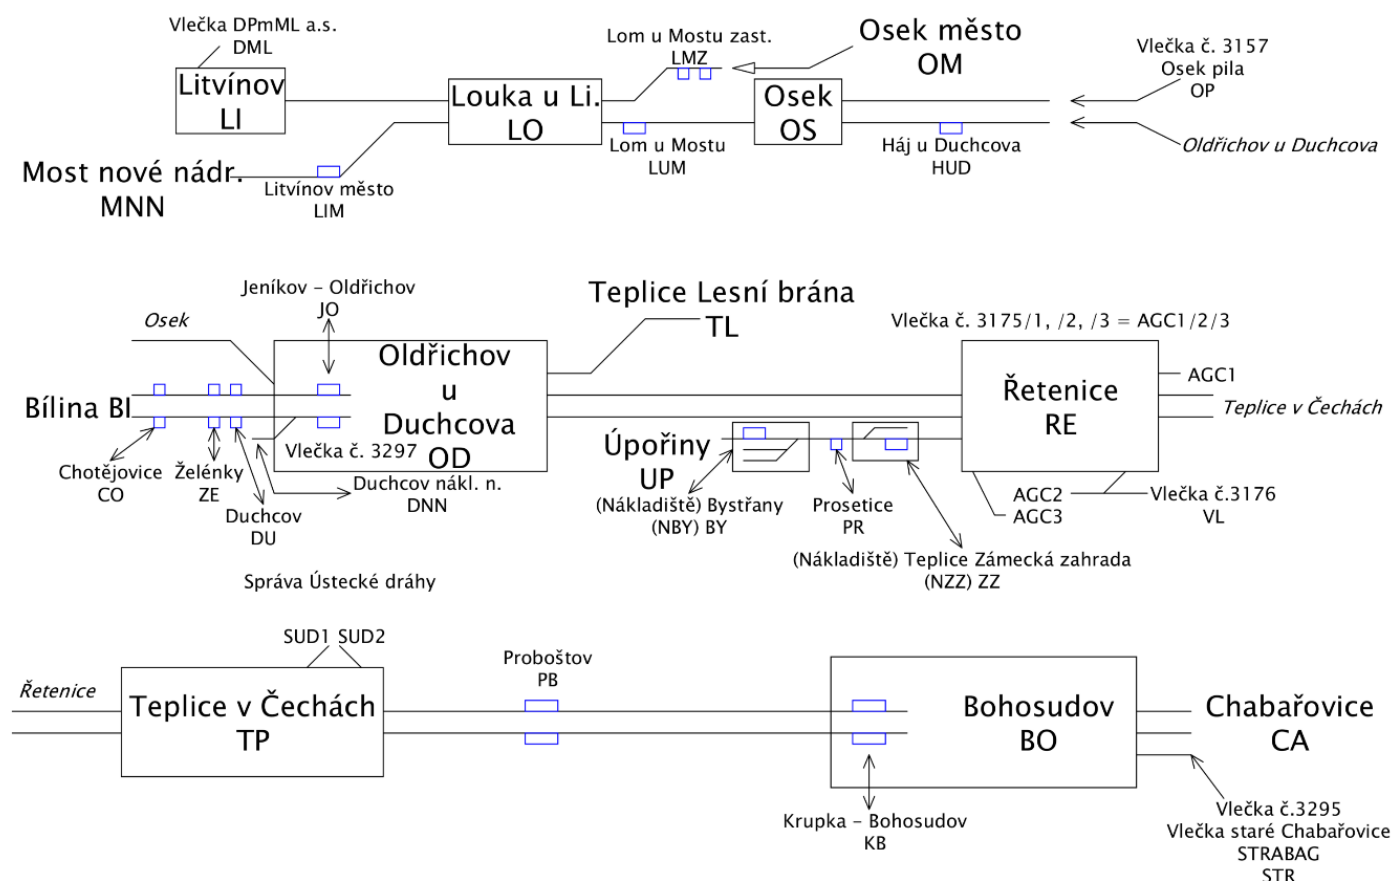 Vlečka DPmML a.s.
DML
Litvínov
LI
Most nové nádr.
MNN
Litvínov město
LIM
Louka u Li.
LO
Lom u Mostu zast.
LMZ
Lom u Mostu
LUM
Osek město
OM
Osek
OS
Háj u Duchcova
HUD
Vlečka č. 3157
Osek pila
OP
Oldřichov u Duchcova
Jeníkov – Oldřichov
JO
Osek
Bílina BI
Chotějovice
CO
Želénky
ZE
Duchcov
DU
Vlečka č. 3297
Duchcov nákl. n.
DNN
Oldřichov
u
Duchcova
OD
Teplice Lesní brána
TL
Úpořiny
UP
(Nákladiště) Bystřany
(NBY) BY
Prosetice
PR
(Nákladiště) Teplice Zámecká zahrada
(NZZ) ZZ
Vlečka č. 3175/1, /2, /3 = AGC1/2/3
Řetenice
RE
AGC1
Teplice v Čechách
AGC2
AGC3
Vlečka č.3176
VL
Správa Ústecké dráhy
SUD1 SUD2
Řetenice
Teplice v Čechách
TP
Proboštov
PB
Krupka – Bohosudov
KB
Bohosudov
BO
Chabařovice
CA
Vlečka č.3295
Vlečka staré Chabařovice
STRABAG
STR